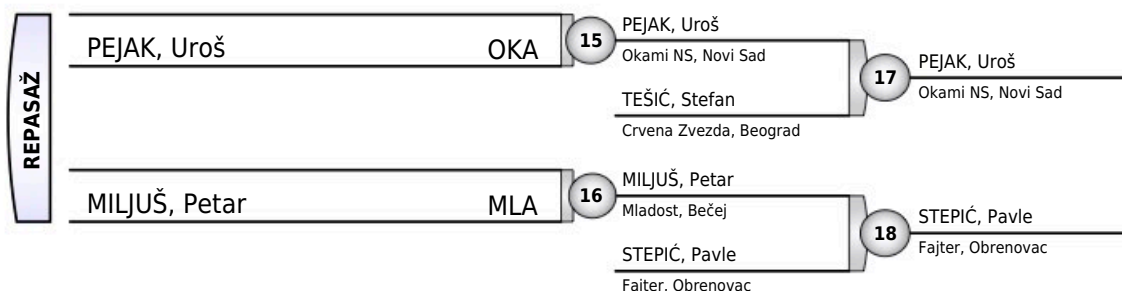 REPASAŽ
PEJAK, Uroš OKA
15
PEJAK, Uroš
Okami NS, Novi Sad
TEŠIĆ, Stefan
Crvena Zvezda, Beograd
17
PEJAK, Uroš
Okami NS, Novi Sad
MILJUŠ, Petar MLA
16
MILJUŠ, Petar
Mladost, Bečej
STEPIĆ, Pavle
Fajter, Obrenovac
18
STEPIĆ, Pavle
Fajter, Obrenovac